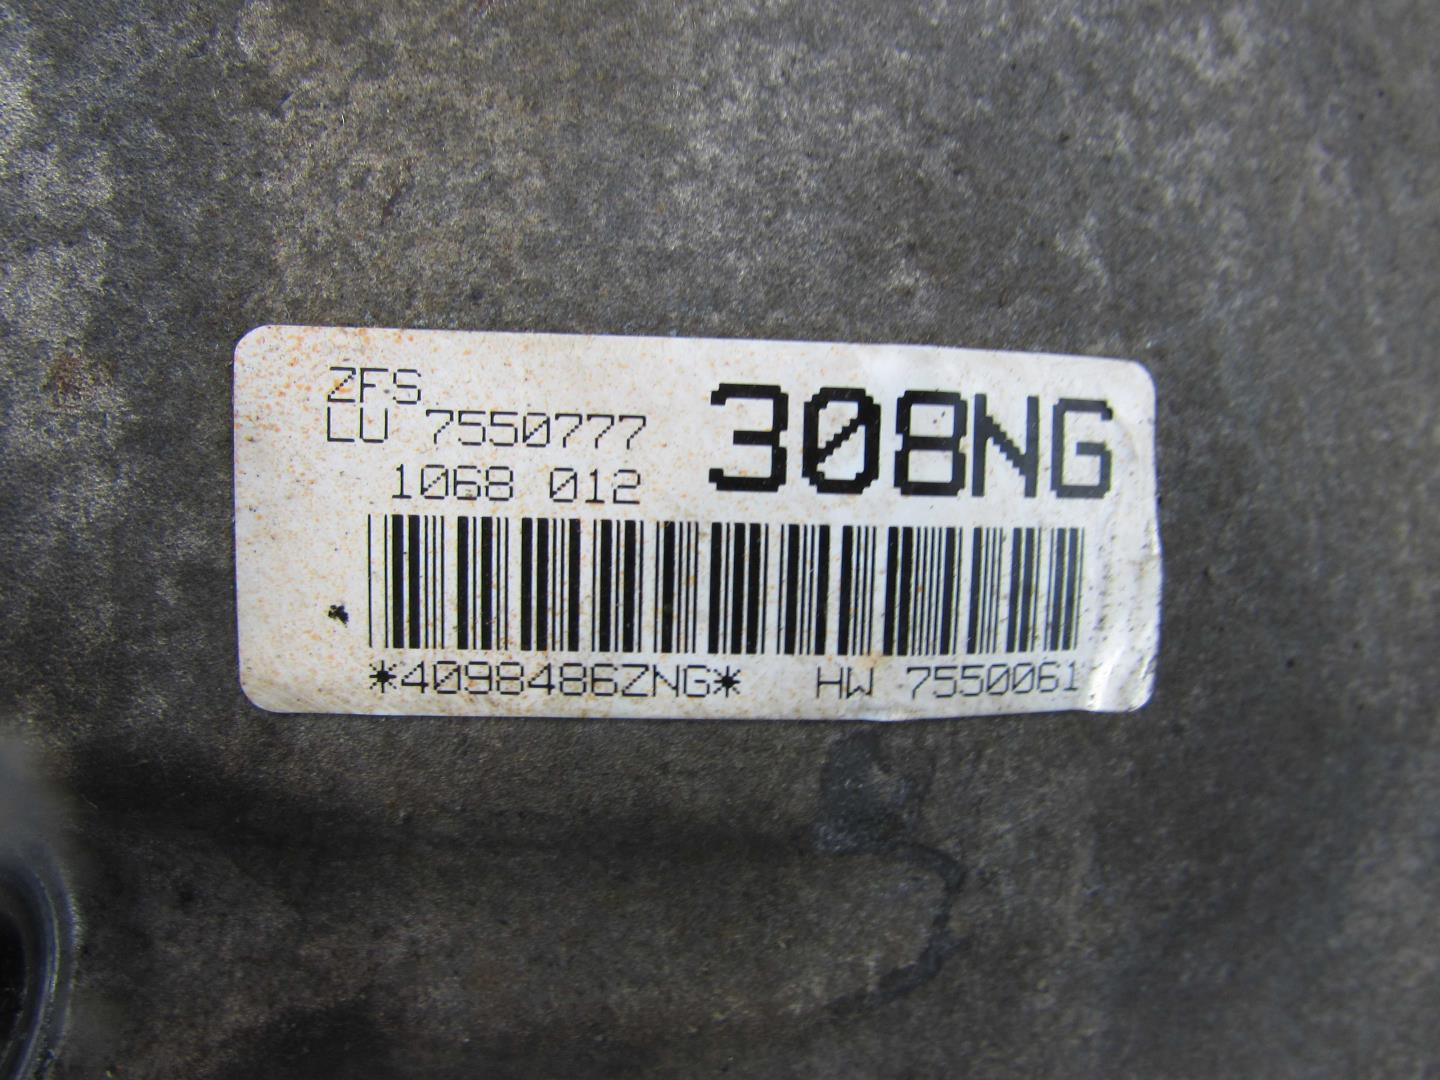 ZFS
LU 7550777
308NG
1068 012
*4098486ZNG* HW 7550061